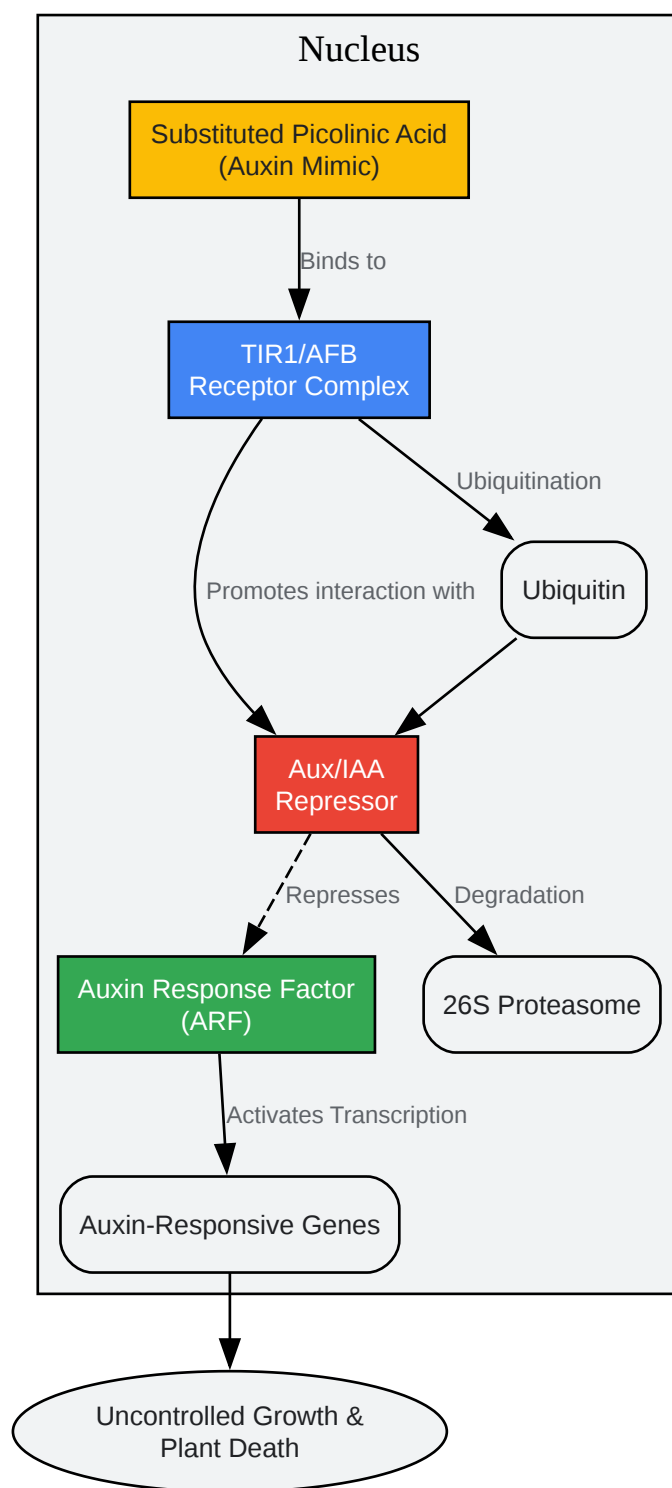 Nucleus
Substituted Picolinic Acid
(Auxin Mimic)
Binds to
TIR1/AFB
Receptor Complex
Ubiquitination
Promotes interaction with
Ubiquitin
Aux/IAA
Repressor
Represses
Degradation
Auxin Response Factor
(ARF)
26S Proteasome
Activates Transcription
Auxin-Responsive Genes
Uncontrolled Growth &
Plant Death